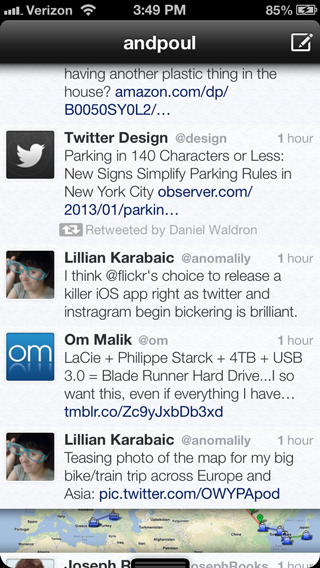 Verizon 3:49 PM 85%
andpoul
having another plastic thing in the
house? amazon.com/dp/
B0050SY0L2/…
Twitter Design @design 1 hour
Parking in 140 Characters or Less:
New Signs Simplify Parking Rules in
New York City observer.com/
2013/01/parkin…
Retweeted by Daniel Waldron
Lillian Karabaic @anomalily 1 hour
I think @flickr's choice to release a
killer iOS app right as twitter and
instragram begin bickering is brilliant.
om
Om Malik @om 1 hour
LaCie + Philippe Starck + 4TB + USB
3.0 = Blade Runner Hard Drive...I so
want this, even if everything I have…
tmblr.co/Zc9yJxbDb3xd
Lillian Karabaic @anomalily 1 hour
Teasing photo of the map for my big
bike/train trip across Europe and
Asia: pic.twitter.com/OWYPApod